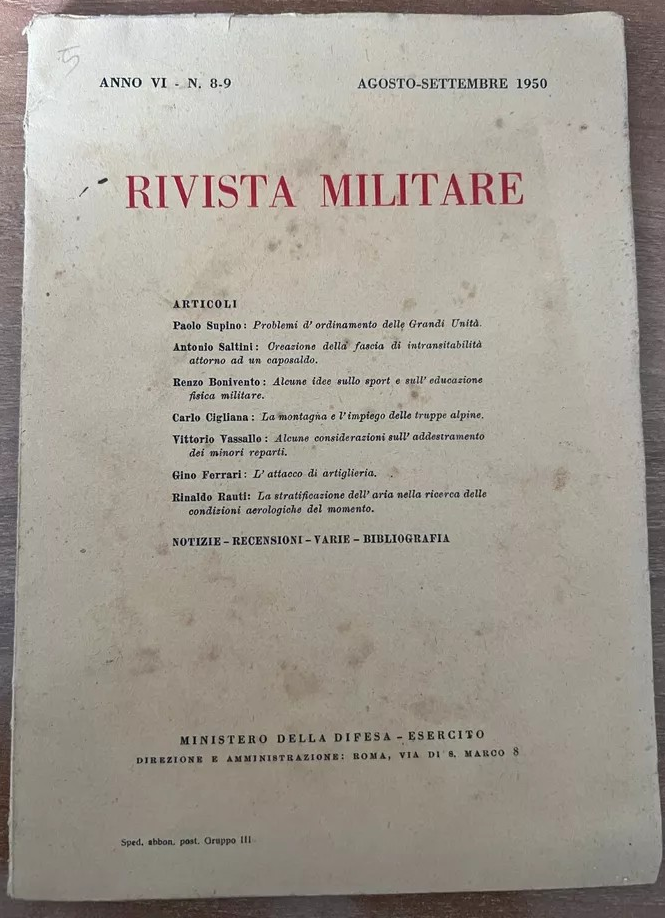 5
ANNO VI - N. 8-9 AGOSTO-SETTEMBRE 1950
RIVISTA MILITARE
ARTICOLI
Paolo Supino: Problemi d'ordinamento delle Grandi Unità.
Antonio Saltini: Creazione della fascia di intransitabilità
attorno ad un caposaldo.
Renzo Bonivento: Alcune idee sullo sport e sull'educazione
fisica militare.
Carlo Cigliana: La montagna e l'impiego delle truppe alpine.
Vittorio Vassallo: Alcune considerazioni sull'addestramento
dei minori reparti.
Gino Ferrari: L'attacco di artiglieria.
Rinaldo Rauti: La stratificazione dell'aria nella ricerca delle
condizioni aerologiche del momento.
NOTIZIE - RECENSIONI - VARIE - BIBLIOGRAFIA
MINISTERO DELLA DIFESA - ESERCITO
DIREZIONE E AMMINISTRAZIONE: ROMA, VIA DI S. MARCO 8
Sped. abbon. post. Gruppo III